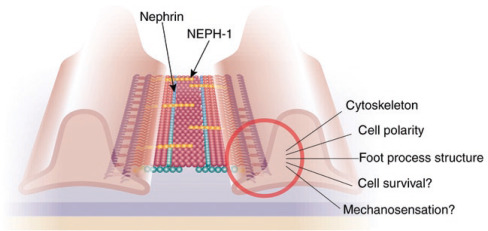 Nephrin
NEPH-1
Cytoskeleton
Cell polarity
Foot process structure
Cell survival?
Mechanosensation?